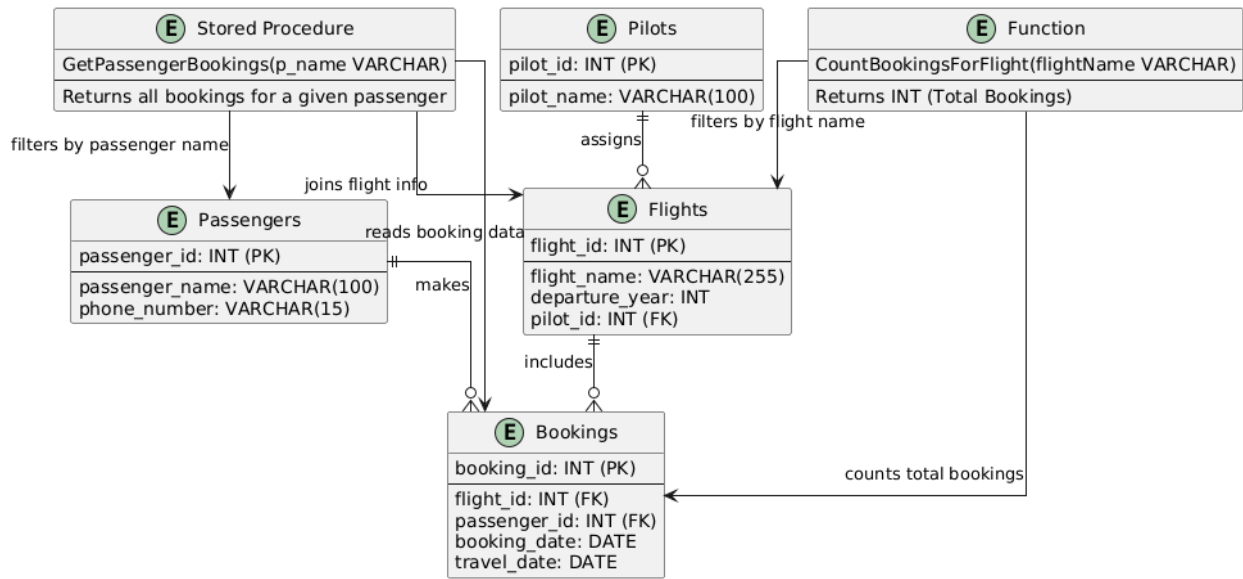 E Stored Procedure
GetPassengerBookings(p_name VARCHAR)
Returns all bookings for a given passenger
E Pilots
pilot_id: INT (PK)
pilot_name: VARCHAR(100)
E Function
CountBookingsForFlight(flightName VARCHAR)
Returns INT (Total Bookings)
filters by passenger name
assigns
filters by flight name
joins flight info
E Passengers
passenger_id: INT (PK)
passenger_name: VARCHAR(100)
phone_number: VARCHAR(15)
reads booking data
makes
E Flights
flight_id: INT (PK)
flight_name: VARCHAR(255)
departure_year: INT
pilot_id: INT (FK)
includes
E Bookings
booking_id: INT (PK)
flight_id: INT (FK)
passenger_id: INT (FK)
booking_date: DATE
travel_date: DATE
counts total bookings